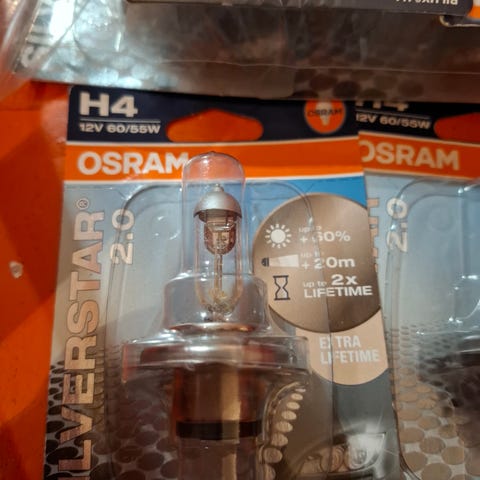 H4
12V 60/55W
OSRAM
OSRAM
SILVERSTAR®
2.0
up to
+ 60%
up to
+ 20m
up to 2x
LIFETIME
EXTRA
LIFETIME
H4
12V 60/55W
OSRAM
2.0